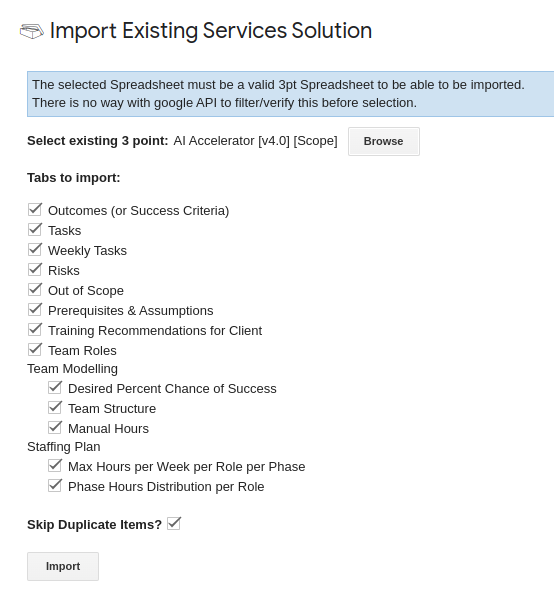 Import Existing Services Solution
The selected Spreadsheet must be a valid 3pt Spreadsheet to be able to be imported.
There is no way with google API to filter/verify this before selection.
Select existing 3 point: AI Accelerator [v4.0] [Scope] Browse
Tabs to import:
Outcomes (or Success Criteria)
Tasks
Weekly Tasks
Risks
Out of Scope
Prerequisites & Assumptions
Training Recommendations for Client
Team Roles
Team Modelling
Desired Percent Chance of Success
Team Structure
Manual Hours
Staffing Plan
Max Hours per Week per Role per Phase
Phase Hours Distribution per Role
Skip Duplicate Items?
Import